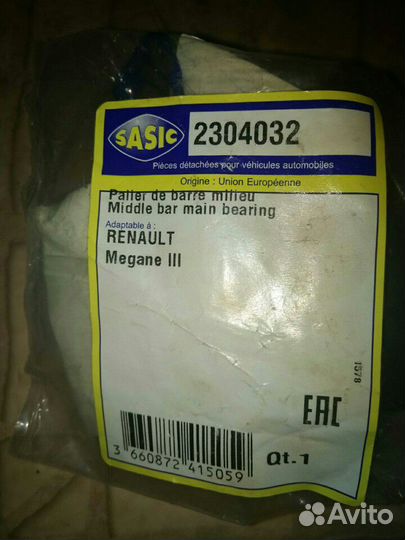 SASIC 2304032
Pièces détachées pour véhicules automobiles
Origine : Union Européenne
Palier de barre milieu
Middle bar main bearing
Adaptable à :
RENAULT
Megane III
1578
EAC
3 660872 415059
Qt.1
Avito